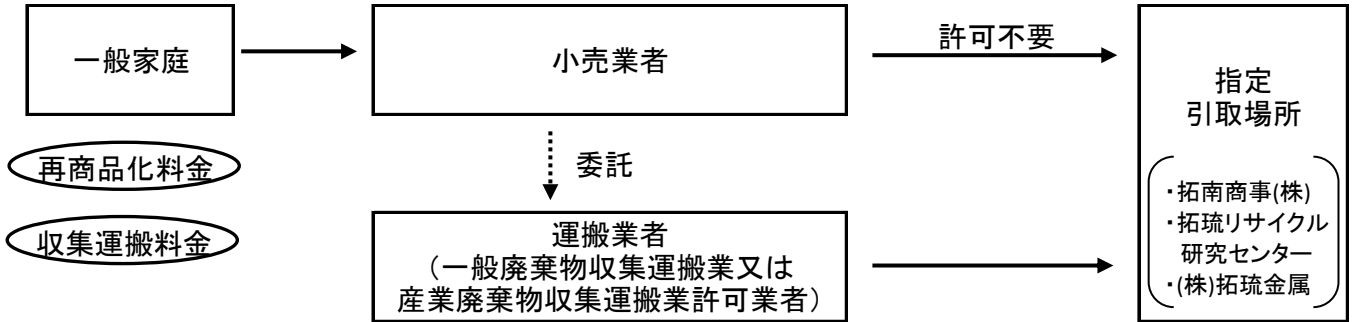 一般家庭
小売業者
許可不要
指定
引取場所
再商品化料金
委託
・拓南商事(株)
・拓琉リサイクル
研究センター
・(株)拓琉金属
収集運搬料金
運搬業者
（一般廃棄物収集運搬業又は
産業廃棄物収集運搬業許可業者）